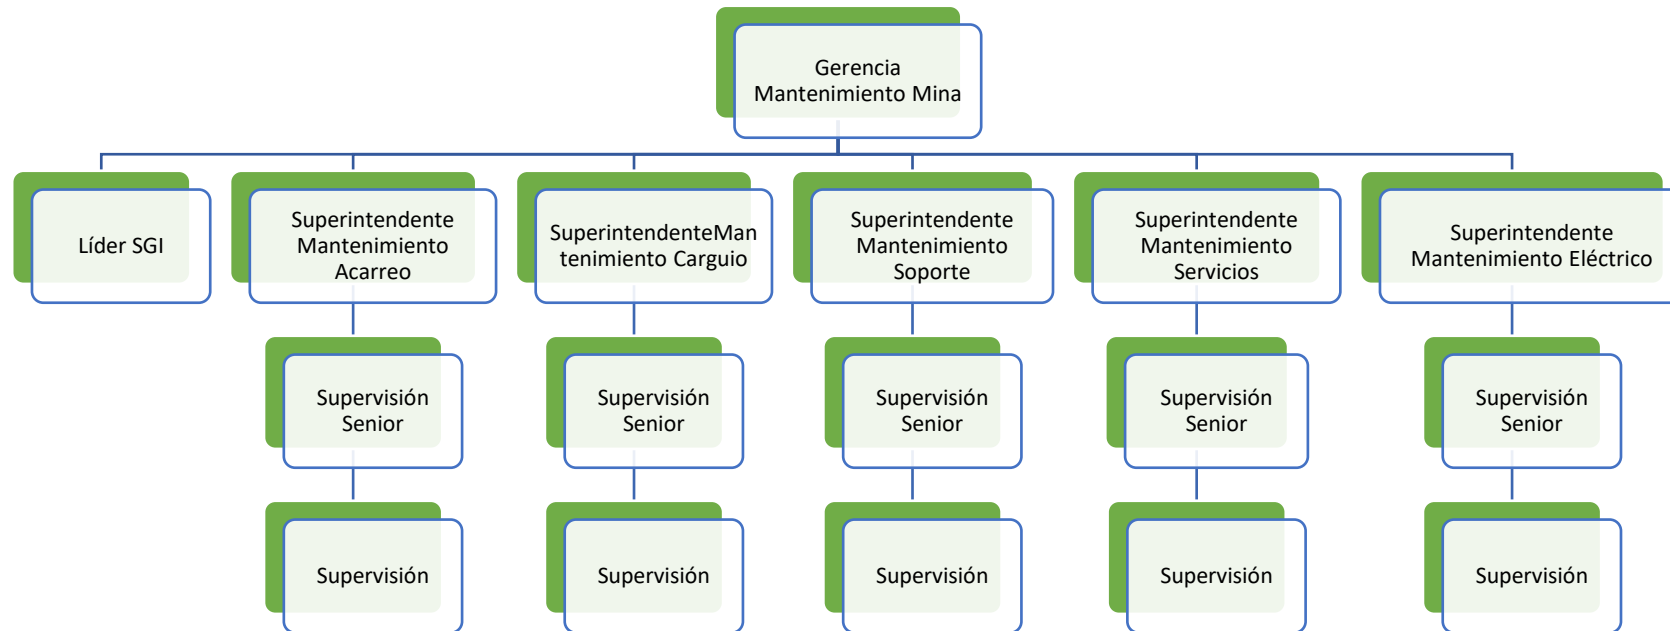 Gerencia
Mantenimiento Mina
Líder SGI
Superintendente
Mantenimiento
Acarreo
SuperintendenteMan
tenimiento Carguio
Superintendente
Mantenimiento
Soporte
Superintendente
Mantenimiento
Servicios
Superintendente
Mantenimiento Eléctrico
Supervisión
Senior
Supervisión
Senior
Supervisión
Senior
Supervisión
Senior
Supervisión
Senior
Supervisión
Supervisión
Supervisión
Supervisión
Supervisión